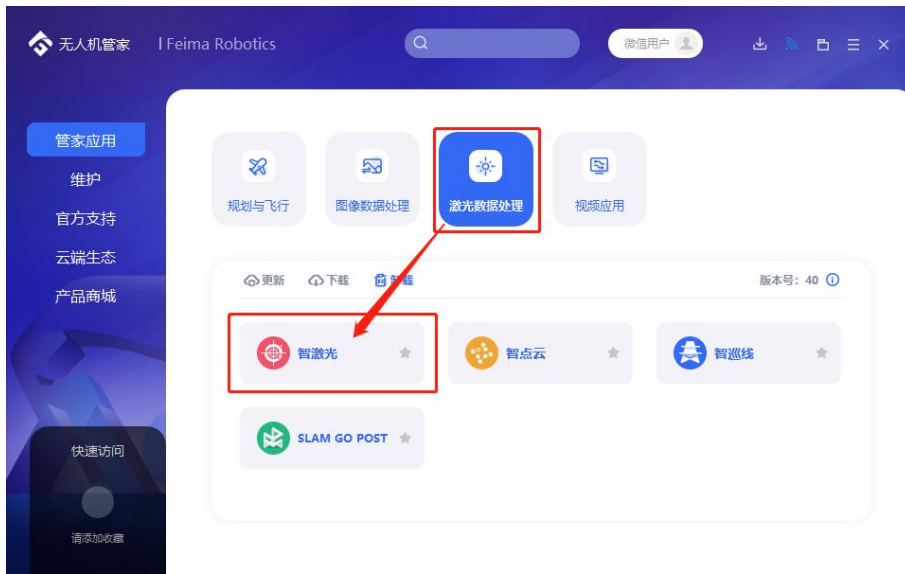 无人机管家 | Feima Robotics
微信用户
管家应用
维护
官方支持
云端生态
产品商城
规划与飞行
图像数据处理
激光数据处理
视频应用
更新
下载
卸载
版本号: 40
智激光
智点云
智巡线
SLAM GO POST
快速访问
请添加收藏